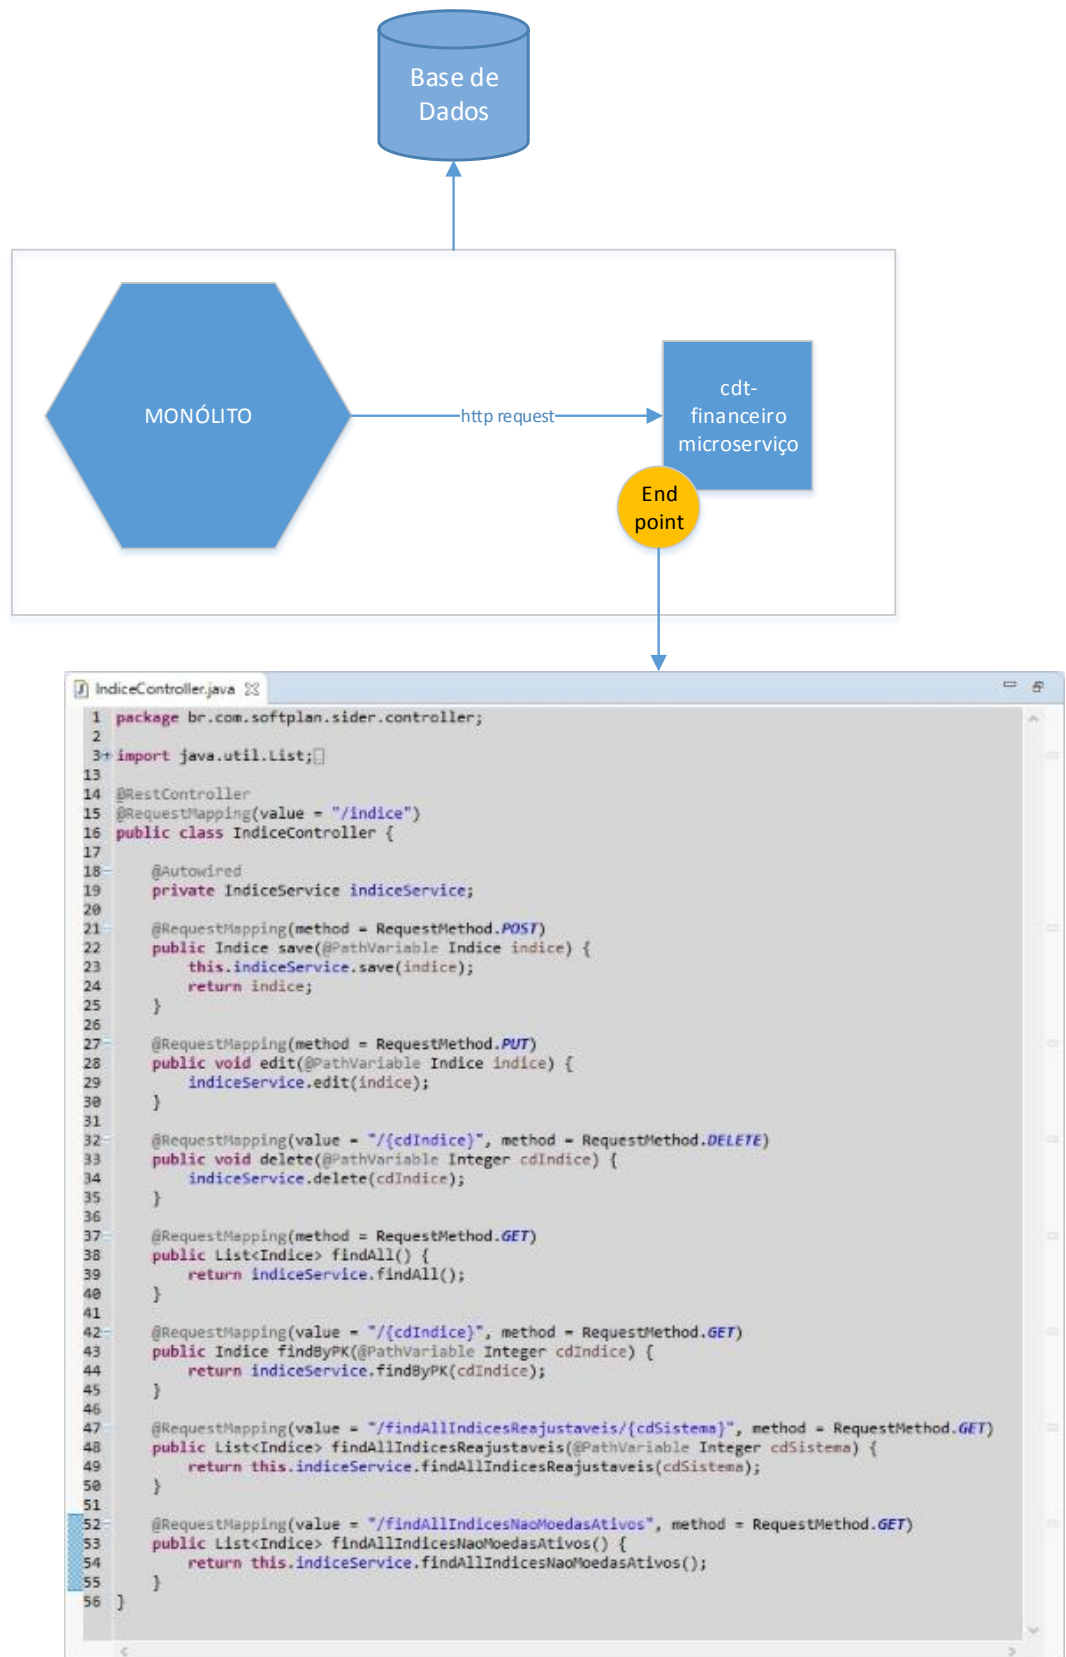 Base de
Dados
MONÓLITO
http request
cdt-
financeiro
microserviço
End
point
IndiceController.java
1 package br.com.softplan.sider.controller;
2
3 import java.util.List;
13
14 @RestController
15 @RequestMapping(value = "/indice")
16 public class IndiceController {
17
18 @Autowired
19 private IndiceService indiceService;
20
21 @RequestMapping(method = RequestMethod.POST)
22 public Indice save(@PathVariable Indice indice) {
23 this.indiceService.save(indice);
24 return indice;
25 }
26
27 @RequestMapping(method = RequestMethod.PUT)
28 public void edit(@PathVariable Indice indice) {
29 indiceService.edit(indice);
30 }
31
32 @RequestMapping(value = "/{cdIndice}", method = RequestMethod.DELETE)
33 public void delete(@PathVariable Integer cdIndice) {
34 indiceService.delete(cdIndice);
35 }
36
37 @RequestMapping(method = RequestMethod.GET)
38 public List<Indice> findAll() {
39 return indiceService.findAll();
40 }
41
42 @RequestMapping(value = "/{cdIndice}", method = RequestMethod.GET)
43 public Indice findByPK(@PathVariable Integer cdIndice) {
44 return indiceService.findByPK(cdIndice);
45 }
46
47 @RequestMapping(value = "/findAllIndicesReajustaveis/{cdSistema}", method = RequestMethod.GET)
48 public List<Indice> findAllIndicesReajustaveis(@PathVariable Integer cdSistema) {
49 return this.indiceService.findAllIndicesReajustaveis(cdSistema);
50 }
51
52 @RequestMapping(value = "/findAllIndicesNaoMoedasAtivos", method = RequestMethod.GET)
53 public List<Indice> findAllIndicesNaoMoedasAtivos() {
54 return this.indiceService.findAllIndicesNaoMoedasAtivos();
55 }
56 }